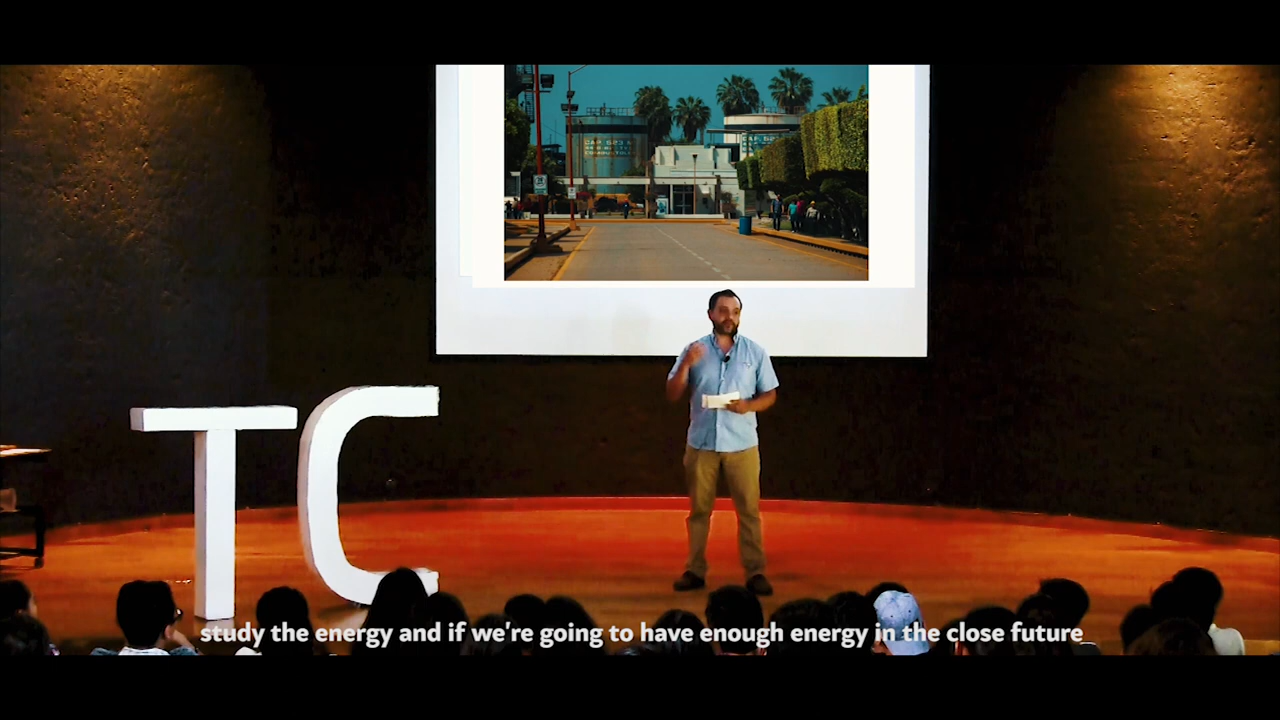 TC
study the energy and if we're going to have enough energy in the close future